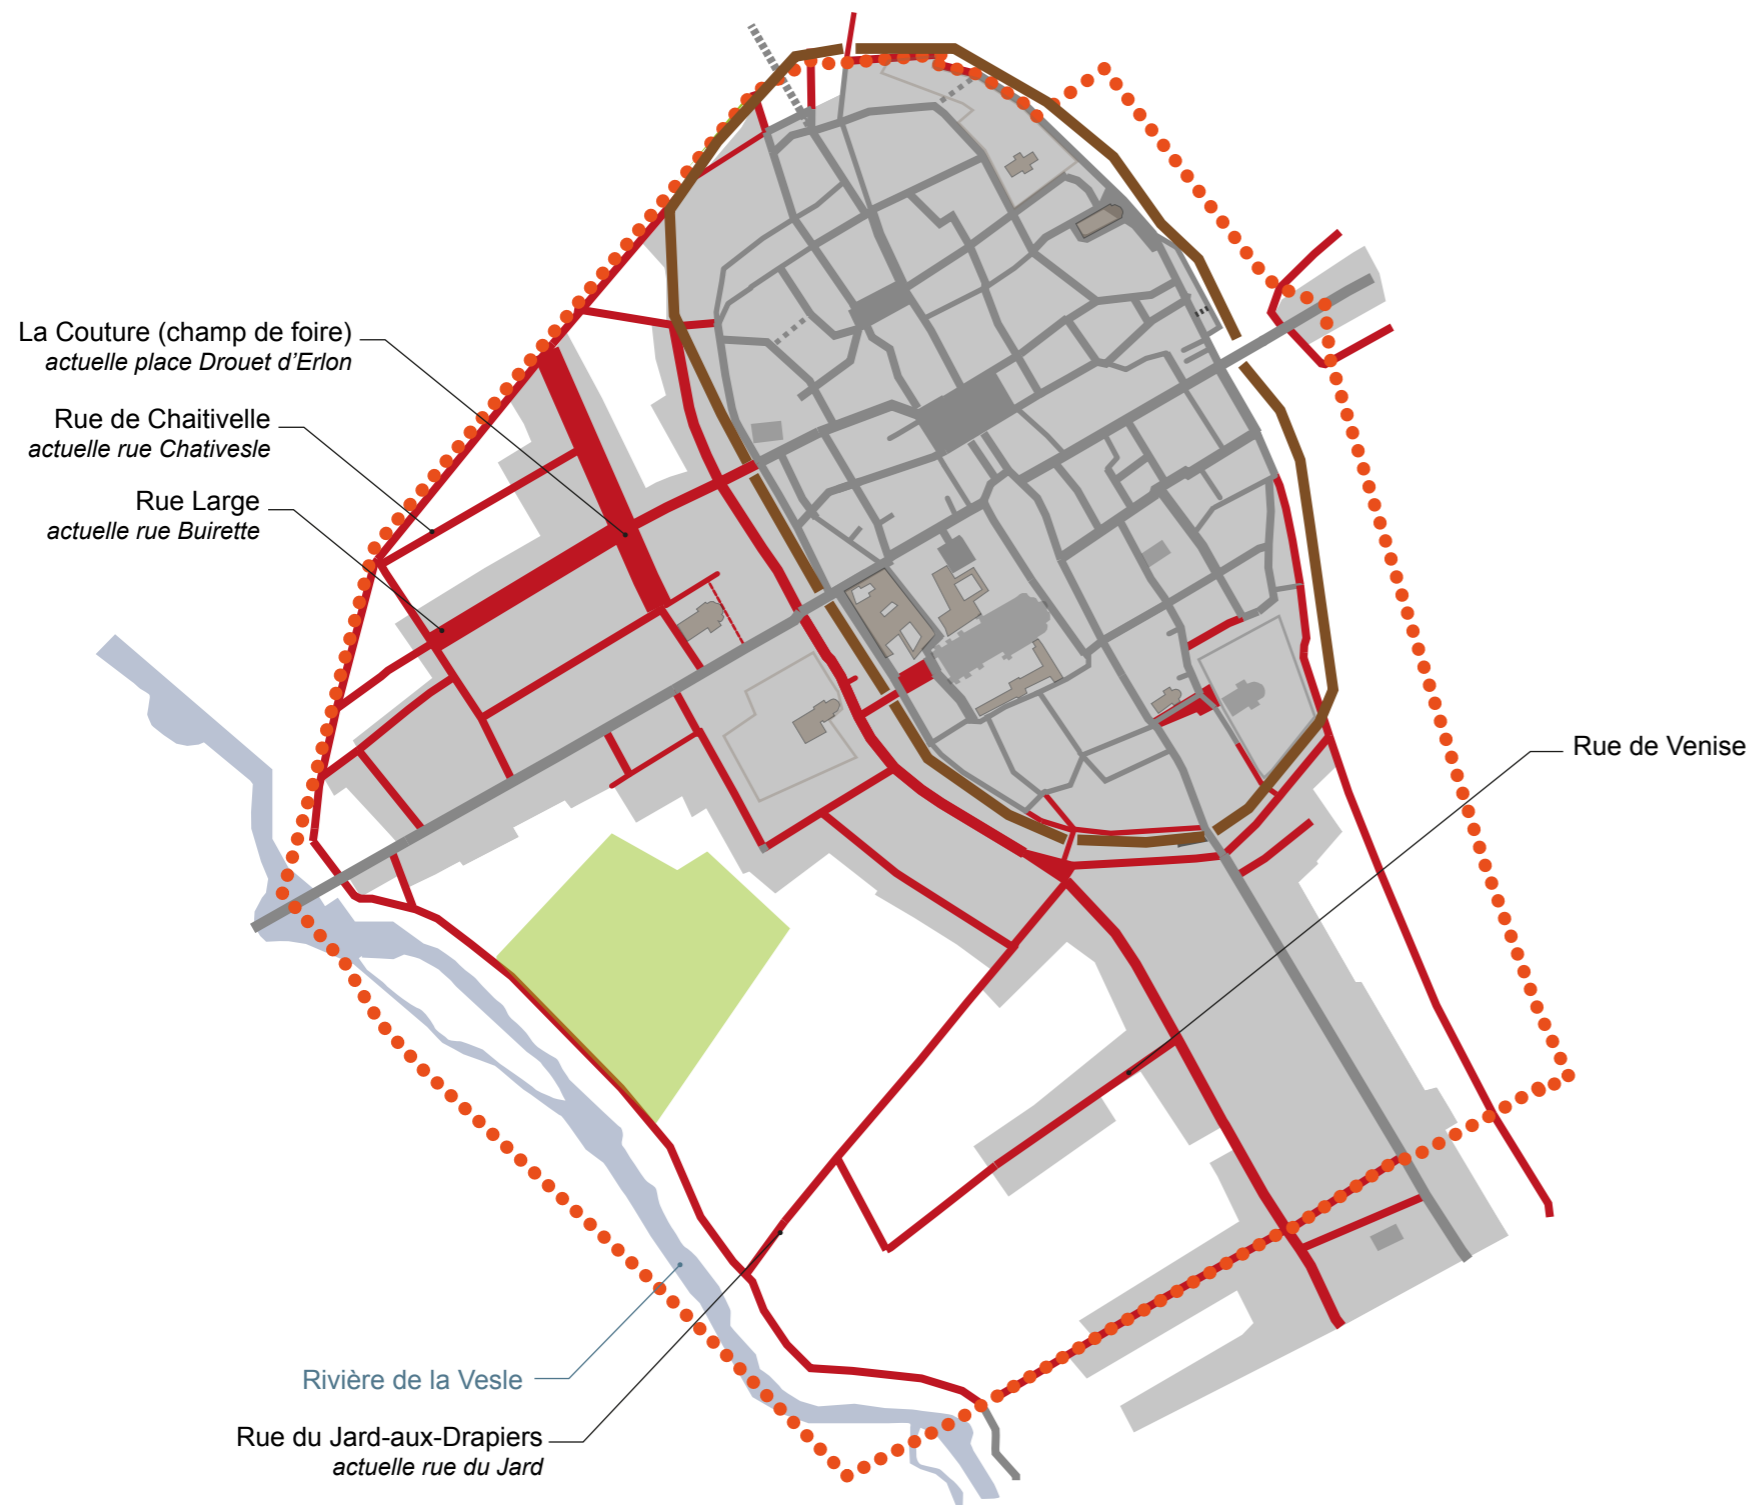 La Couture (champ de foire)
actuelle place Drouet d'Erlon
Rue de Chaitivelle
actuelle rue Chativesle
Rue Large
actuelle rue Buirette
Rue de Venise
Rivière de la Vesle
Rue du Jard-aux-Drapiers
actuelle rue du Jard